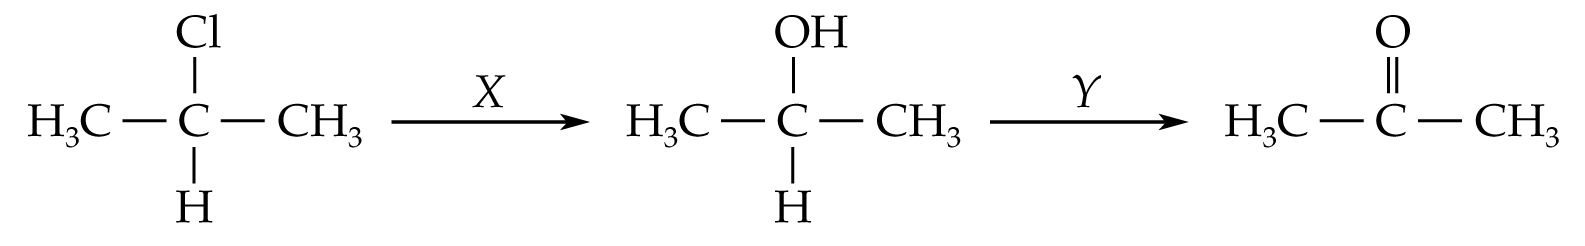 Cl OH O
X Y
H₃C — C — CH₃ H₃C — C — CH₃ H₃C — C — CH₃
H H